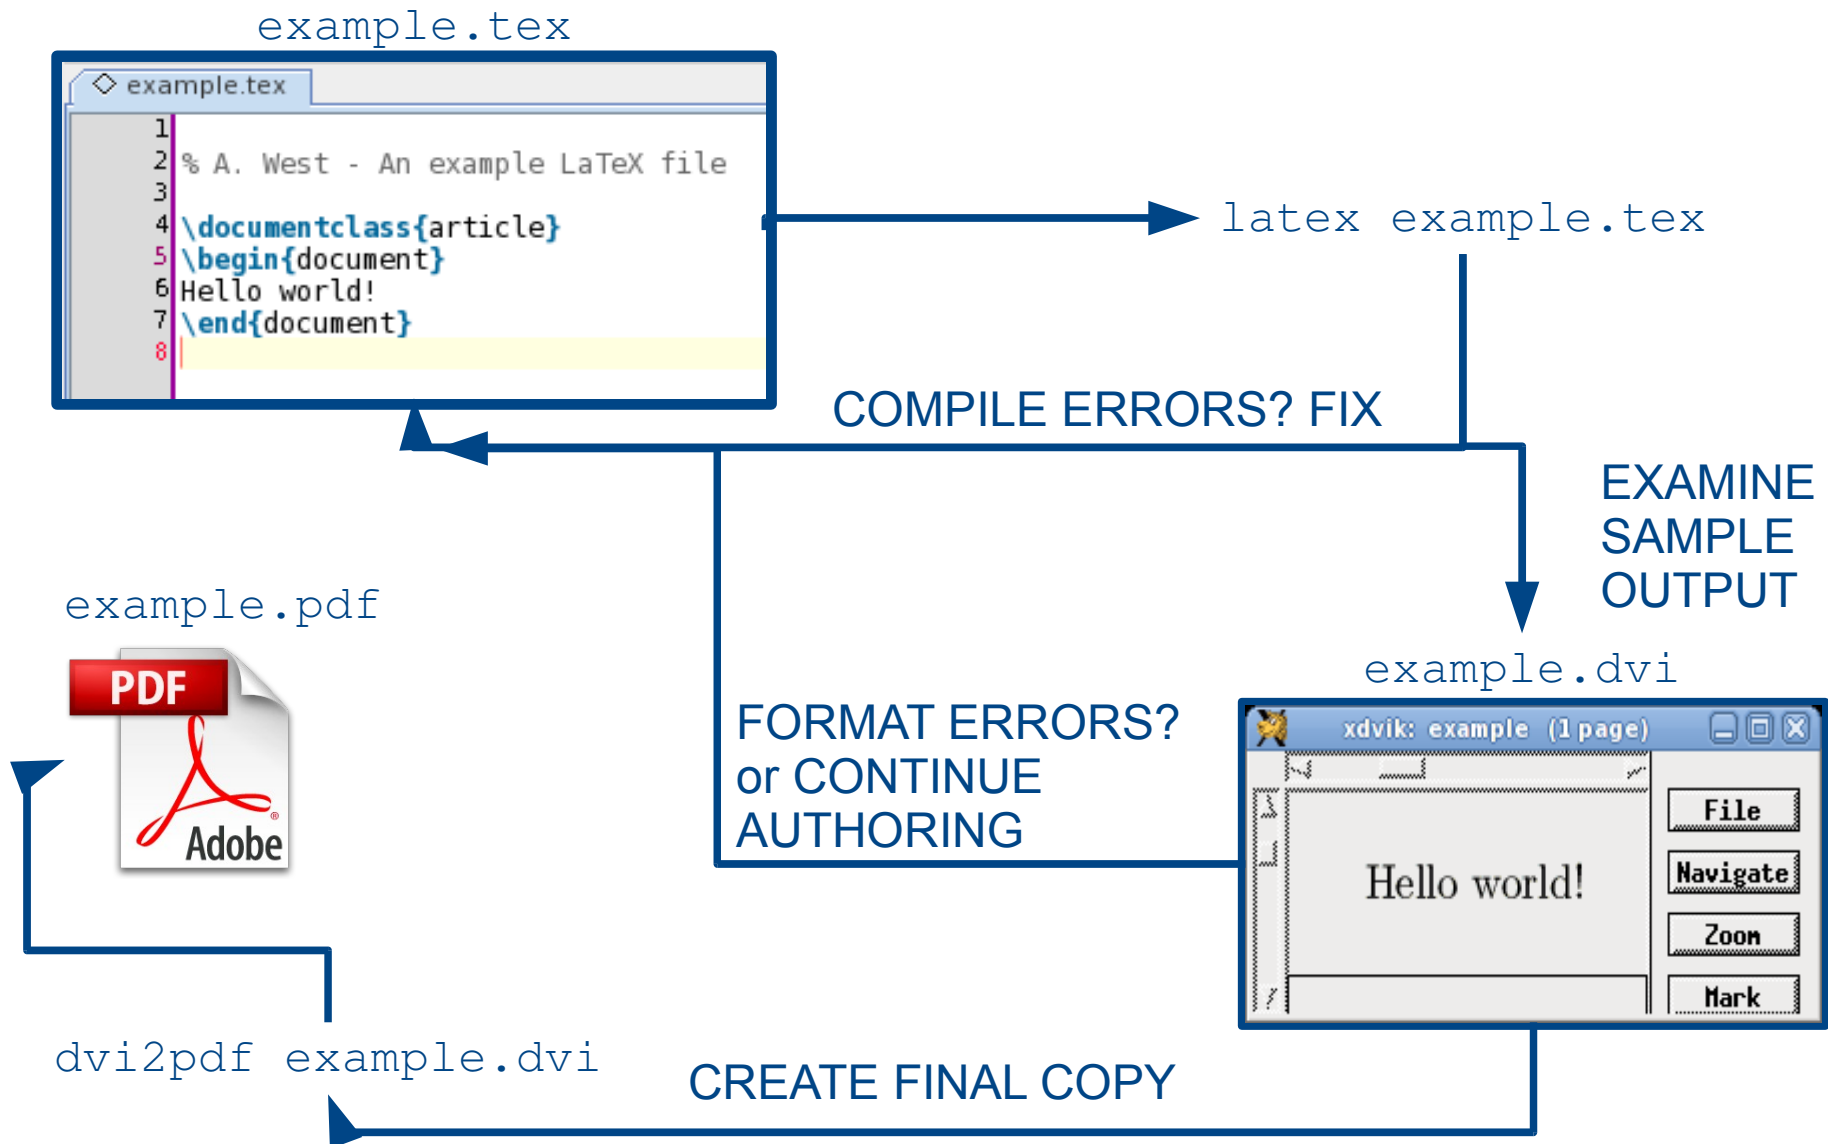 example.tex
example.tex
1
2 % A. West - An example LaTeX file
3
4 \documentclass{article}
5 \begin{document}
6 Hello world!
7 \end{document}
8
latex example.tex
COMPILE ERRORS? FIX
EXAMINE
SAMPLE
OUTPUT
example.pdf
PDF
Adobe
example.dvi
xdvik: example (1 page)
File
Navigate
Zoom
Mark
Hello world!
FORMAT ERRORS?
or CONTINUE
AUTHORING
dvi2pdf example.dvi
CREATE FINAL COPY